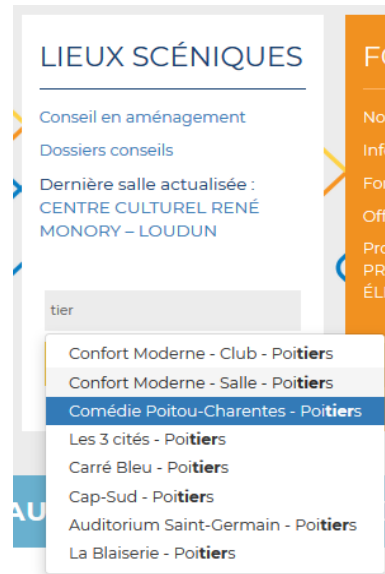 LIEUX SCÉNIQUES
Conseil en aménagement
Dossiers conseils
Dernière salle actualisée :
CENTRE CULTUREL RENÉ
MONORY – LOUDUN
tier
Confort Moderne - Club - Poitiers
Confort Moderne - Salle - Poitiers
Comédie Poitou-Charentes - Poitiers
Les 3 cités - Poitiers
Carré Bleu - Poitiers
Cap-Sud - Poitiers
Auditorium Saint-Germain - Poitiers
La Blaiserie - Poitiers